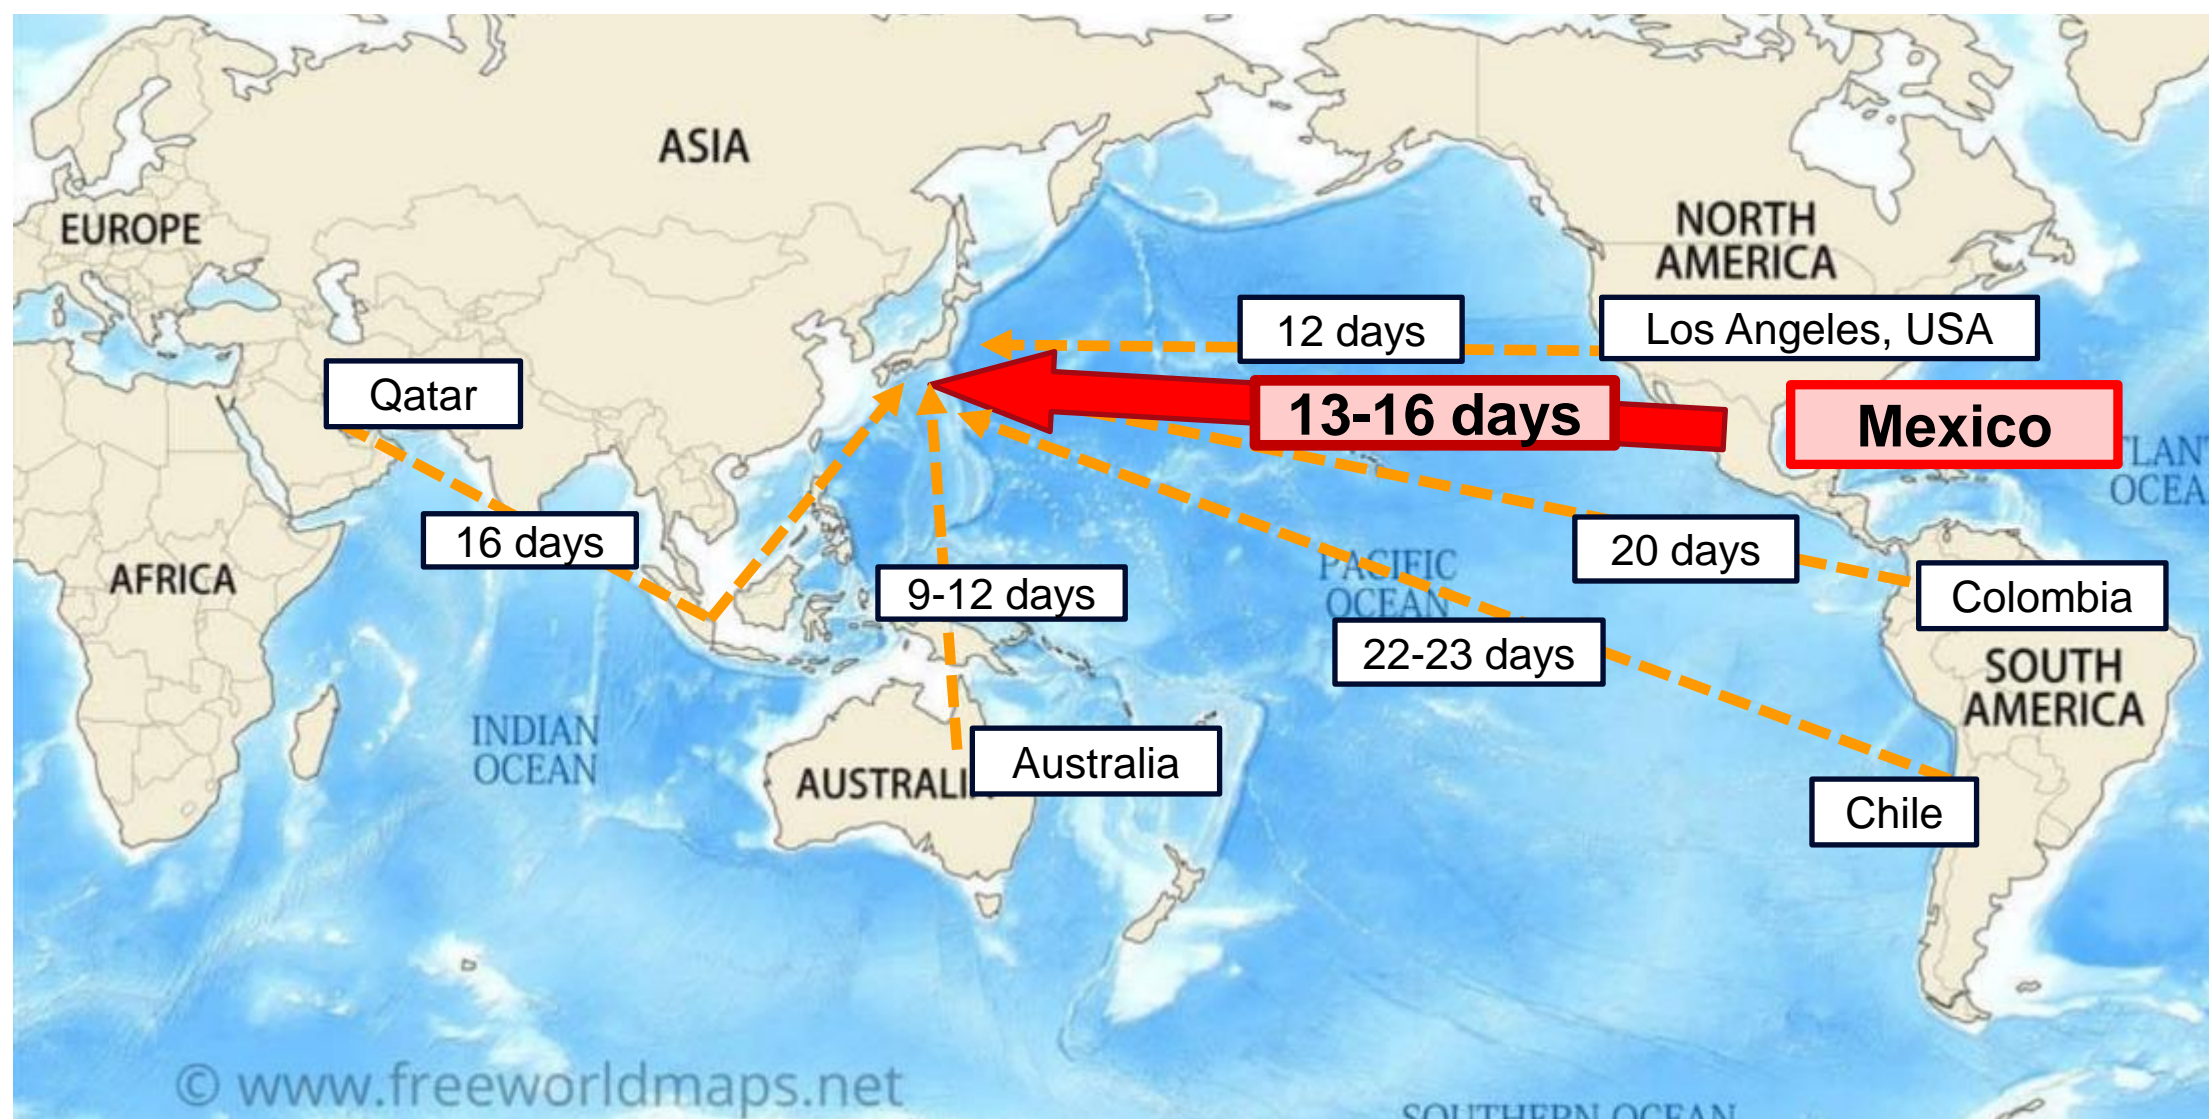 ASIA
EUROPE
NORTH
AMERICA
12 days
Los Angeles, USA
Qatar
13-16 days
Mexico
OCEA
16 days
20 days
AFRICA
9-12 days
PACIFIC
OCEAN
Colombia
22-23 days
SOUTH
AMERICA
INDIAN
OCEAN
AUSTRALI
Australia
Chile
© www.freeworldmaps.net
SOUTHERN OCEAN